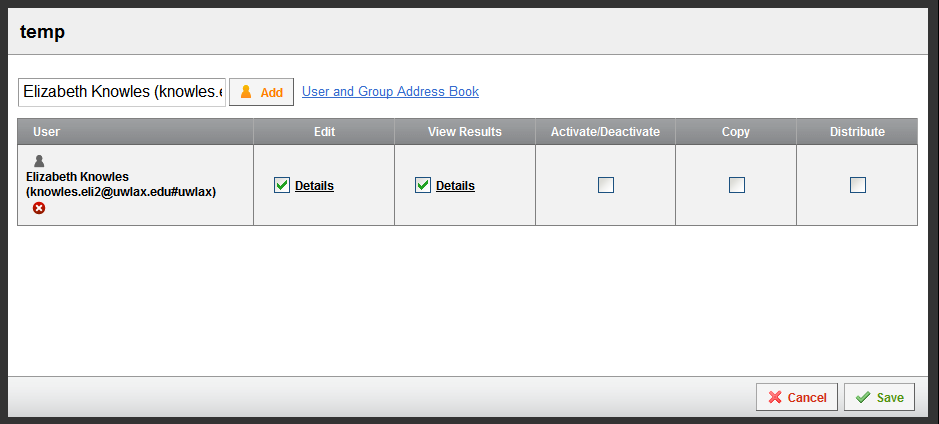 temp
Elizabeth Knowles (knowles.e
Add
User and Group Address Book
User
Edit
View Results
Activate/Deactivate
Copy
Distribute
Elizabeth Knowles
(knowles.eli2@uwlax.edu#uwlax)
Details
Details
Cancel
Save